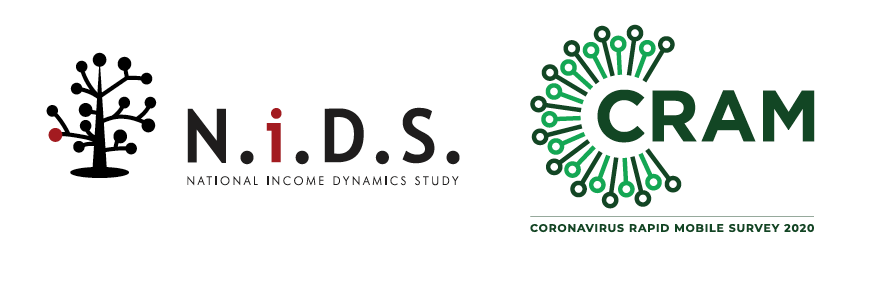 N.i.D.S.
NATIONAL INCOME DYNAMICS STUDY
CRAM
CORONAVIRUS RAPID MOBILE SURVEY 2020